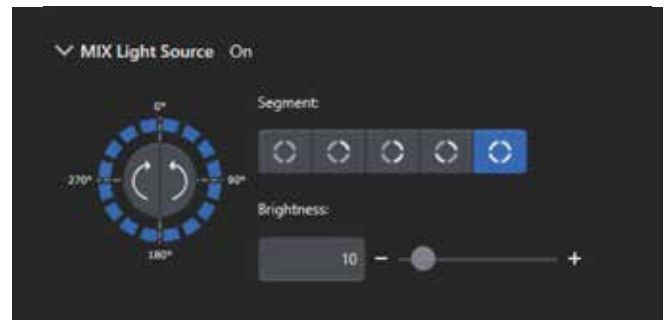 MIX Light Source On
Segment:
0°
270°
90°
180°
Brightness:
10 − +